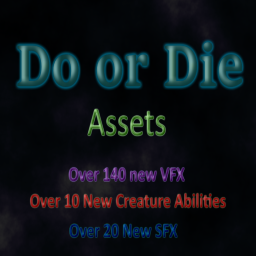 Do or Die
Assets
Over 140 new VFX
Over 10 New Creature Abilities
Over 20 New SFX